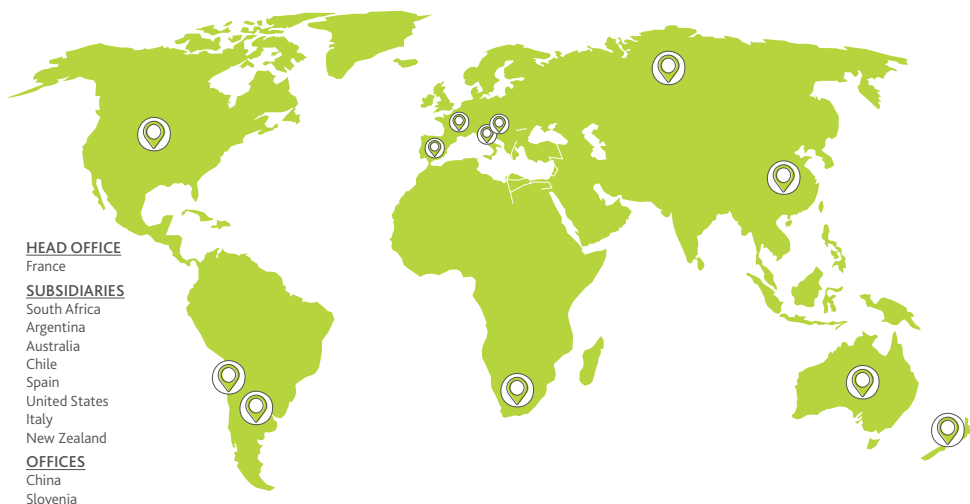 HEAD OFFICE
France
SUBSIDIARIES
South Africa
Argentina
Australia
Chile
Spain
United States
Italy
New Zealand
OFFICES
China
Slovenia